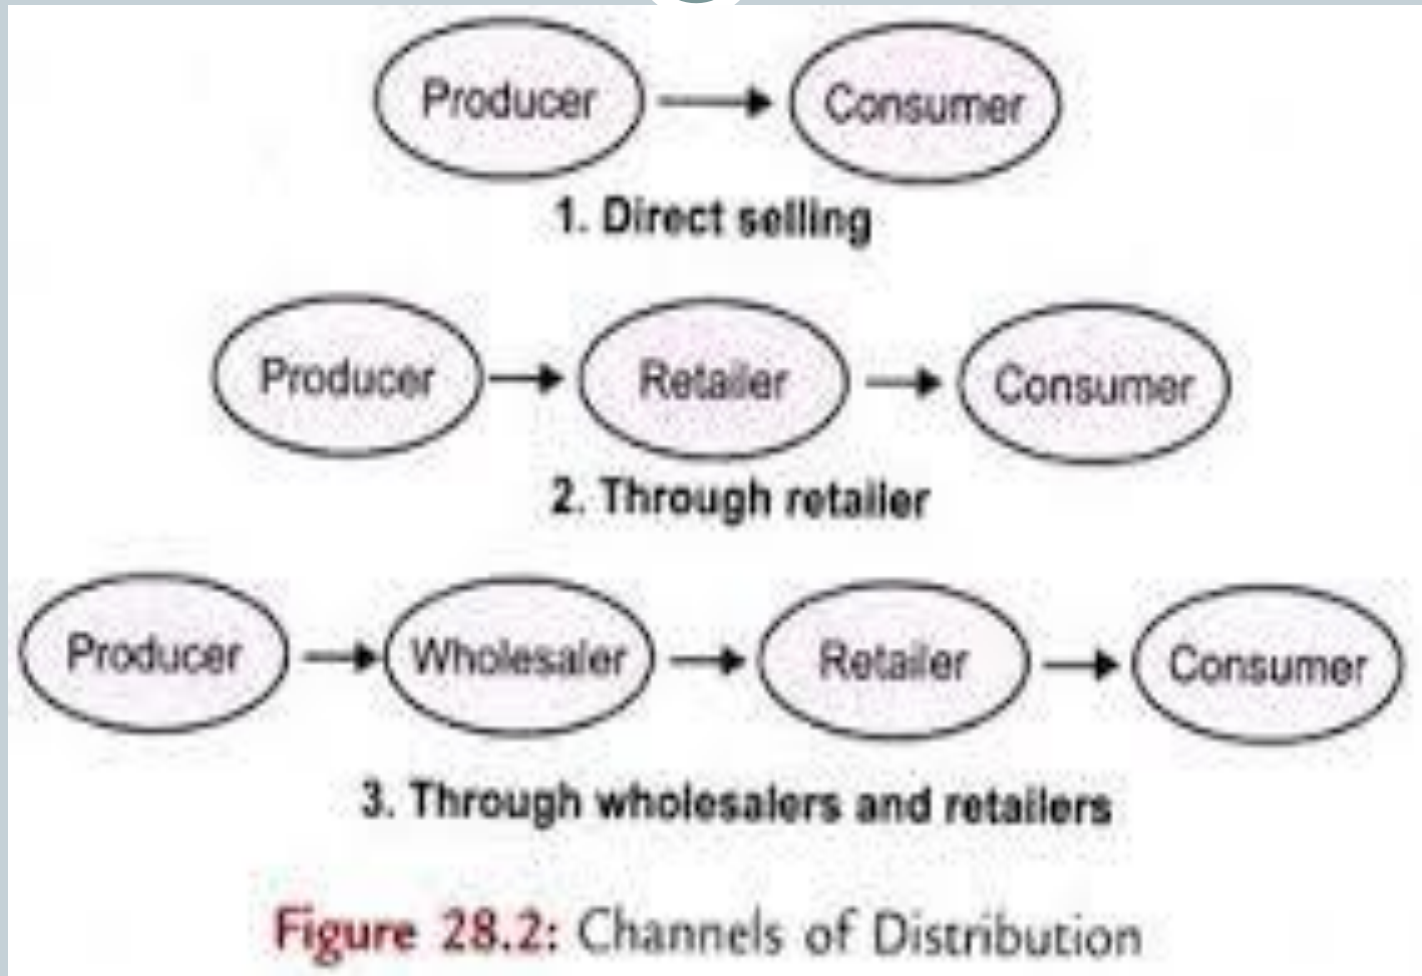 Producer Consumer
1. Direct selling
Producer Retailer Consumer
2. Through retailer
Producer Wholesaler Retailer Consumer
3. Through wholesalers and retailers
Figure 28.2: Channels of Distribution